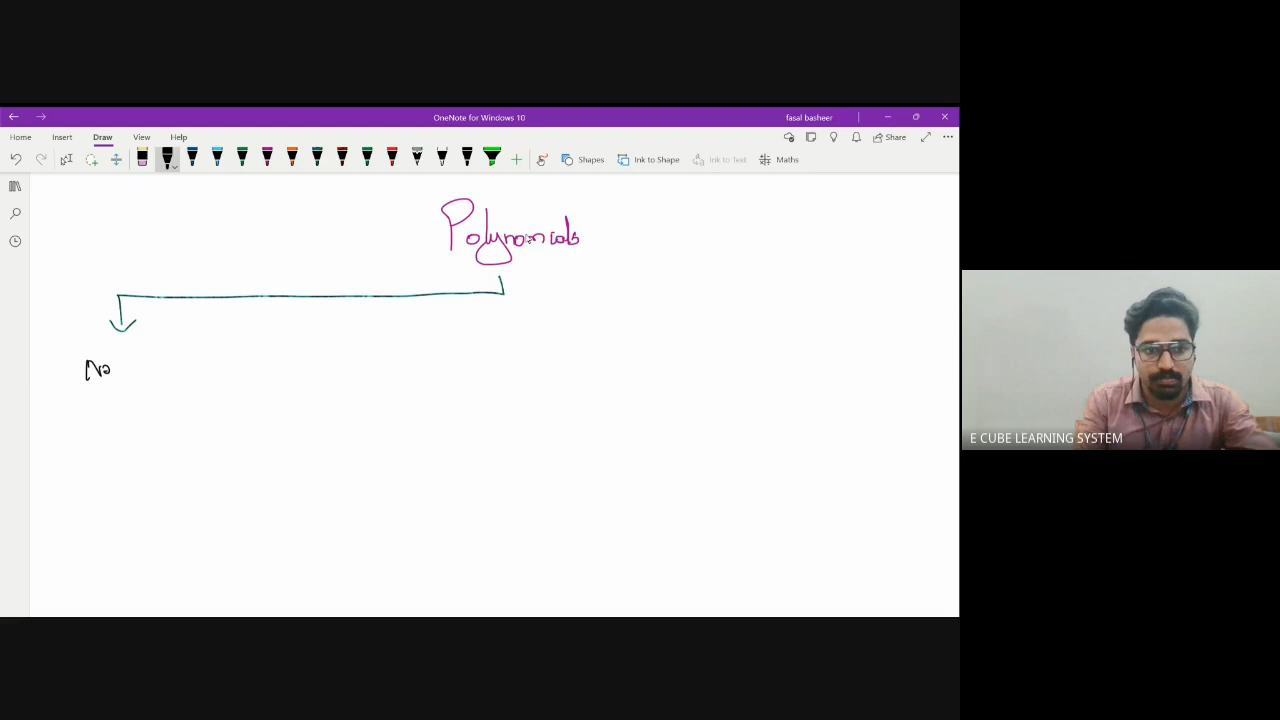 OneNote for Windows 10
fasal basheer
Home Insert Draw View Help
Share
Shapes Ink to Shape Ink to Text Maths
Polynomials
No
E CUBE LEARNING SYSTEM